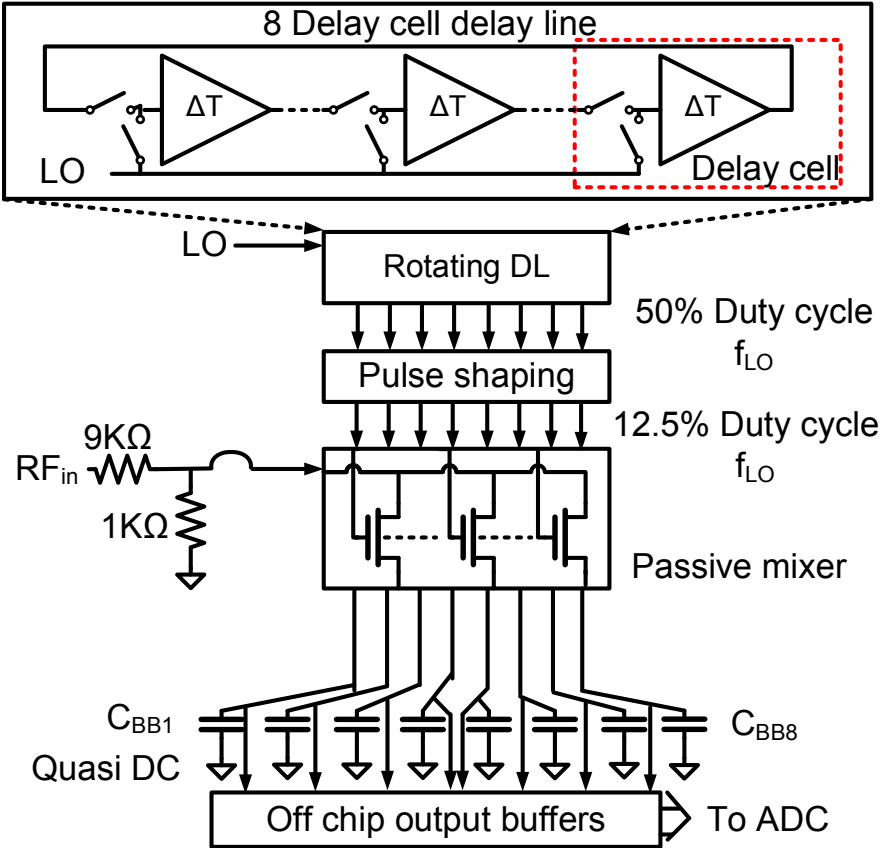 8 Delay cell delay line
ΔT
ΔT
ΔT
LO
Delay cell
LO
Rotating DL
50% Duty cycle
fLO
Pulse shaping
12.5% Duty cycle
fLO
9KΩ
RFin
1KΩ
Passive mixer
CBB1
CBB8
Quasi DC
Off chip output buffers
To ADC